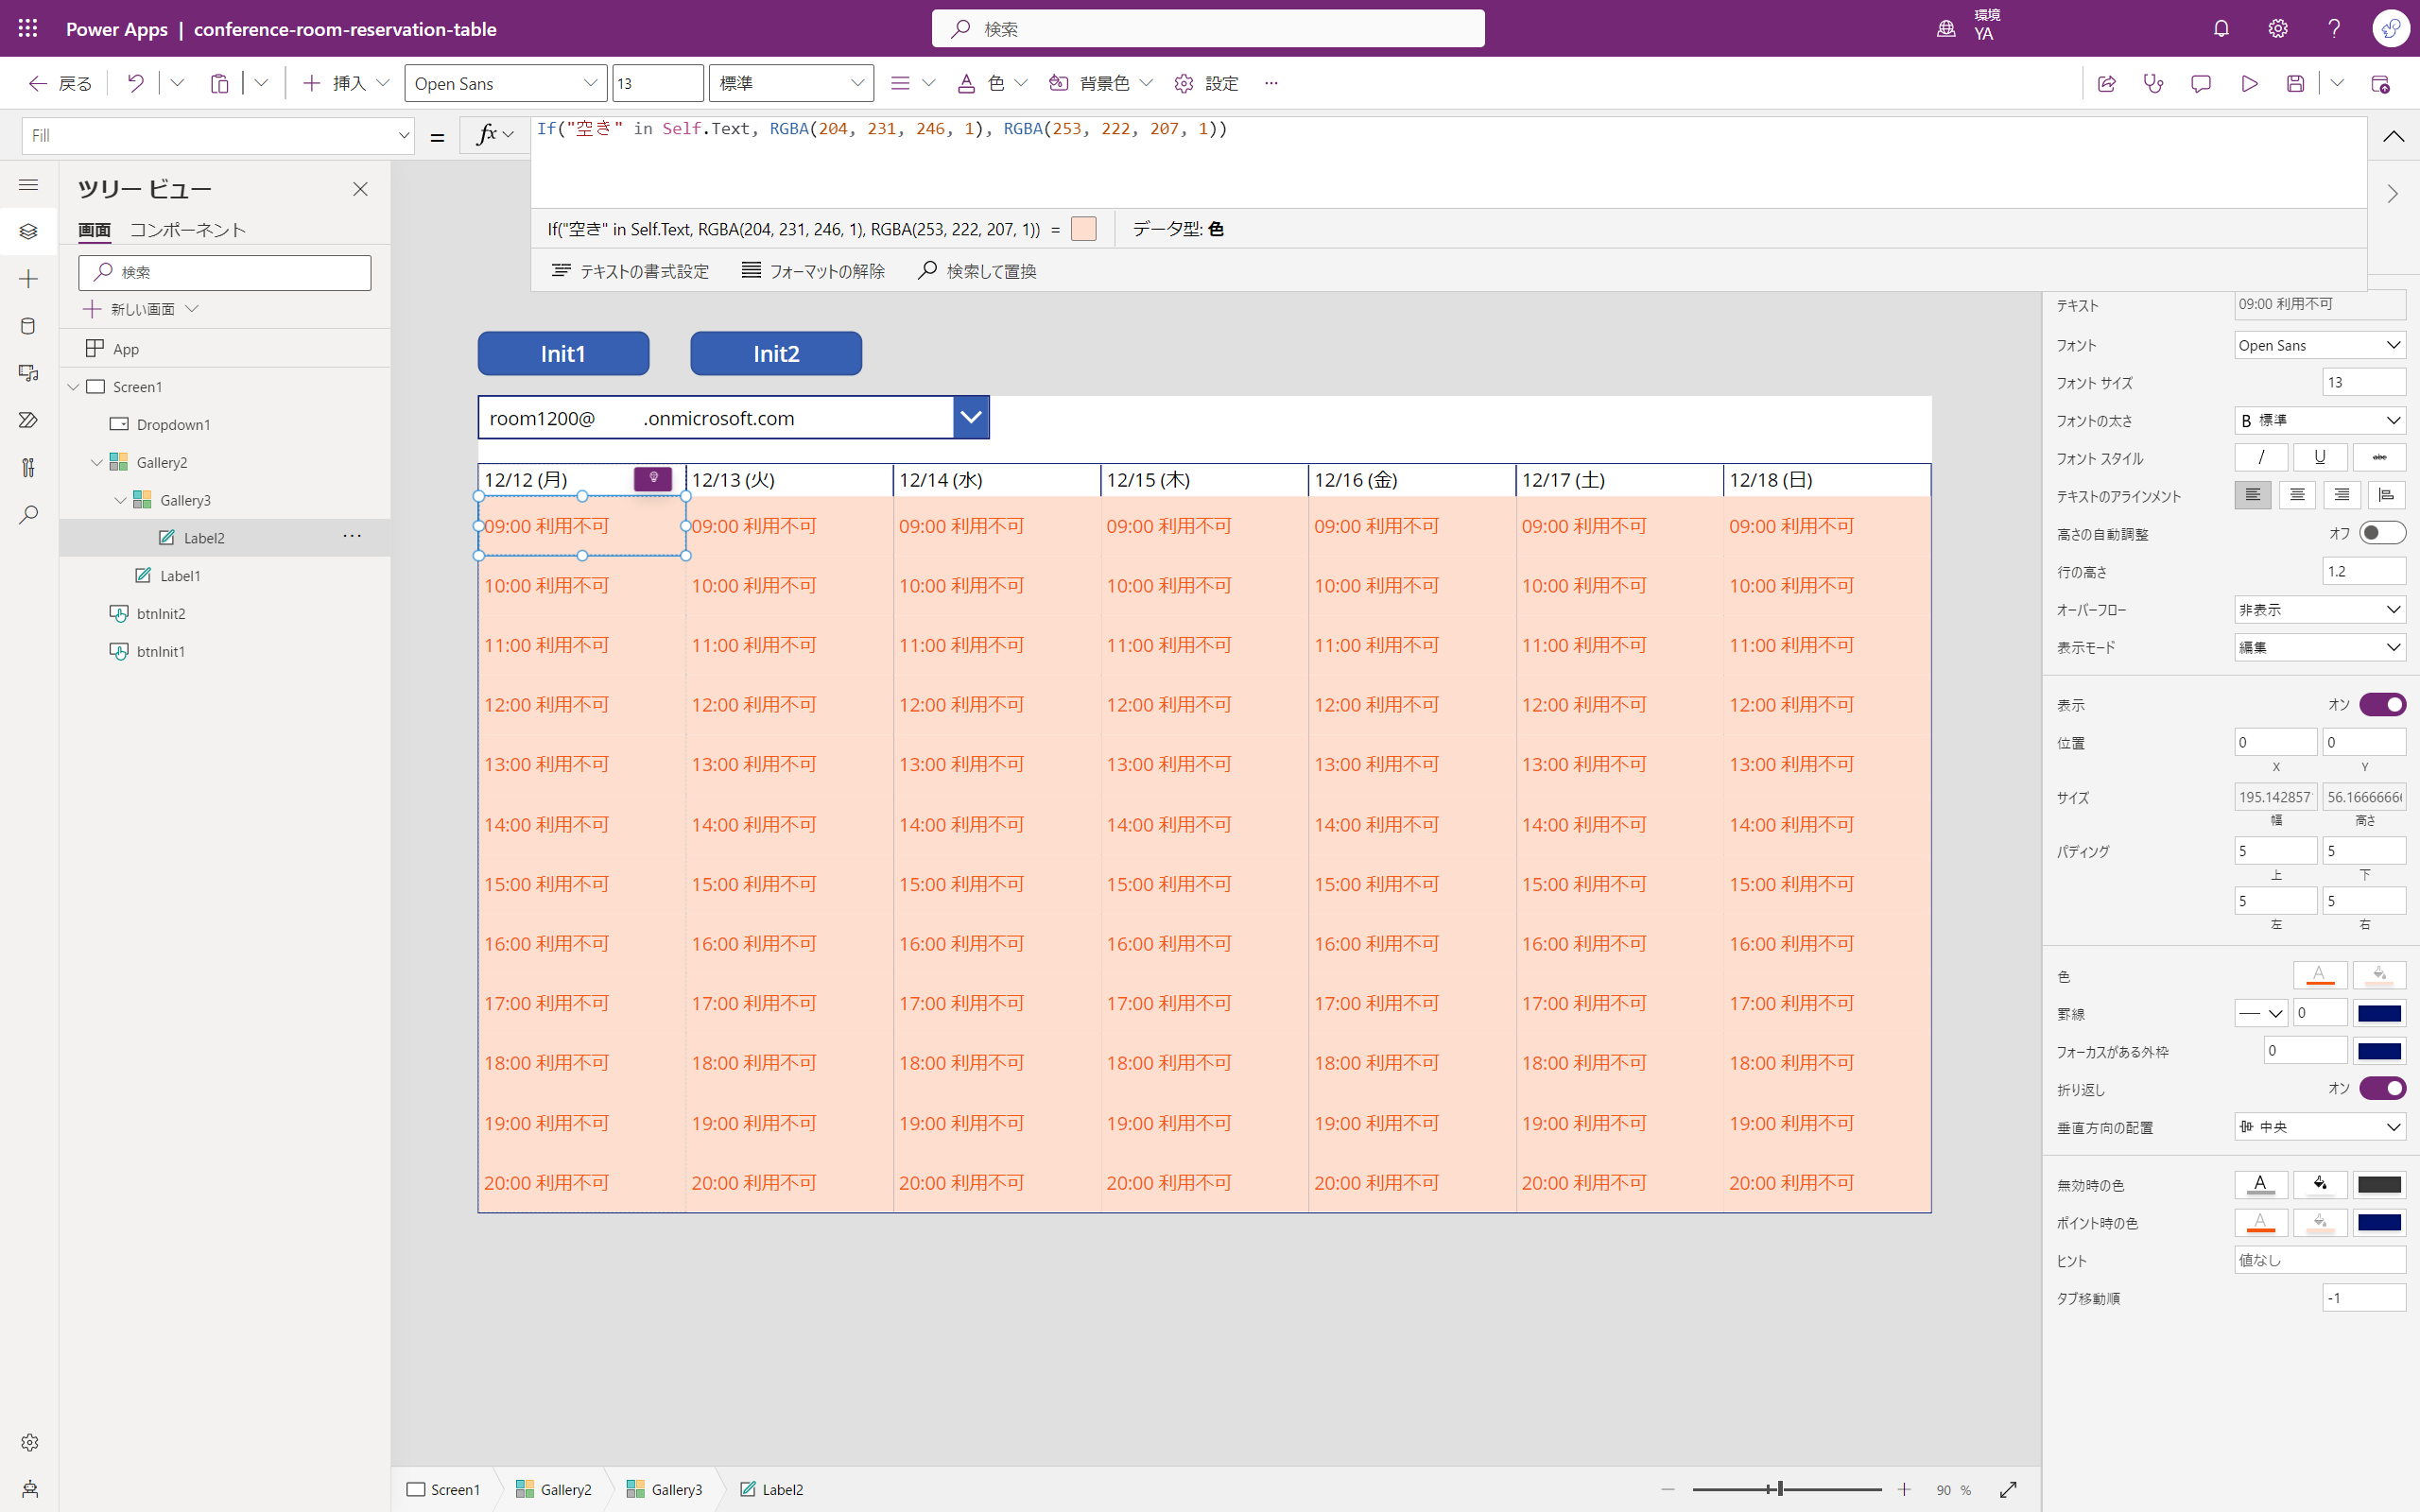 Power Apps | conference-room-reservation-table
検索
環境
YA
戻る
挿入
Open Sans
13
標準
色
背景色
設定
Fill
=
fx
If("空き" in Self.Text, RGBA(204, 231, 246, 1), RGBA(253, 222, 207, 1))
If("空き" in Self.Text, RGBA(204, 231, 246, 1), RGBA(253, 222, 207, 1)) =
データ型: 色
テキストの書式設定
フォーマットの解除
検索して置換
ツリー ビュー
画面
コンポーネント
検索
新しい画面
App
Screen1
Dropdown1
Gallery2
Gallery3
Label2
Label1
btnInit2
btnInit1
Init1
Init2
room1200@ .onmicrosoft.com
12/12 (月) 12/13 (火) 12/14 (水) 12/15 (木) 12/16 (金) 12/17 (土) 12/18 (日)
09:00 利用不可 09:00 利用不可 09:00 利用不可 09:00 利用不可 09:00 利用不可 09:00 利用不可 09:00 利用不可
10:00 利用不可 10:00 利用不可 10:00 利用不可 10:00 利用不可 10:00 利用不可 10:00 利用不可 10:00 利用不可
11:00 利用不可 11:00 利用不可 11:00 利用不可 11:00 利用不可 11:00 利用不可 11:00 利用不可 11:00 利用不可
12:00 利用不可 12:00 利用不可 12:00 利用不可 12:00 利用不可 12:00 利用不可 12:00 利用不可 12:00 利用不可
13:00 利用不可 13:00 利用不可 13:00 利用不可 13:00 利用不可 13:00 利用不可 13:00 利用不可 13:00 利用不可
14:00 利用不可 14:00 利用不可 14:00 利用不可 14:00 利用不可 14:00 利用不可 14:00 利用不可 14:00 利用不可
15:00 利用不可 15:00 利用不可 15:00 利用不可 15:00 利用不可 15:00 利用不可 15:00 利用不可 15:00 利用不可
16:00 利用不可 16:00 利用不可 16:00 利用不可 16:00 利用不可 16:00 利用不可 16:00 利用不可 16:00 利用不可
17:00 利用不可 17:00 利用不可 17:00 利用不可 17:00 利用不可 17:00 利用不可 17:00 利用不可 17:00 利用不可
18:00 利用不可 18:00 利用不可 18:00 利用不可 18:00 利用不可 18:00 利用不可 18:00 利用不可 18:00 利用不可
19:00 利用不可 19:00 利用不可 19:00 利用不可 19:00 利用不可 19:00 利用不可 19:00 利用不可 19:00 利用不可
20:00 利用不可 20:00 利用不可 20:00 利用不可 20:00 利用不可 20:00 利用不可 20:00 利用不可 20:00 利用不可
テキスト 09:00 利用不可
フォント Open Sans
フォント サイズ 13
フォントの太さ B 標準
フォント スタイル / U abc
テキストのアラインメント
高さの自動調整 オフ
行の高さ 1.2
オーバーフロー 非表示
表示モード 編集
表示 オン
位置 0 0
X Y
サイズ 195.142857 56.1666666
幅 高さ
パディング 5 5
上 下
5 5
左 右
色 A
罫線 0
フォーカスがある外枠 0
折り返し オン
垂直方向の配置 中央
無効時の色 A
ポイント時の色 A
ヒント 値なし
タブ移動順 -1
Screen1 Gallery2 Gallery3 Label2
90 %